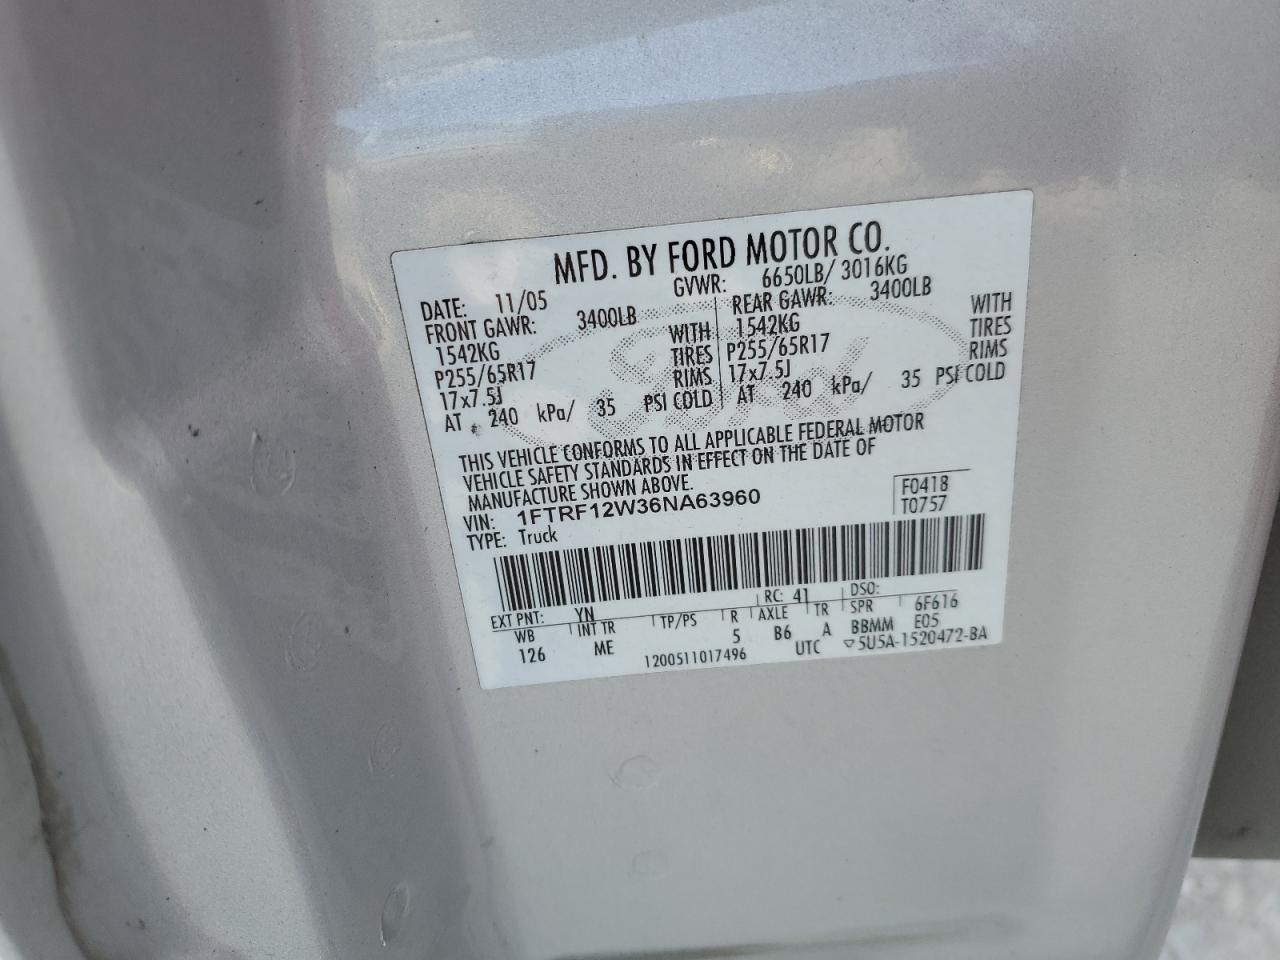 MFD. BY FORD MOTOR CO.
DATE: 11/05 GVWR: 6650LB/ 3016KG
FRONT GAWR: 3400LB REAR GAWR: 3400LB
1542KG WITH 1542KG WITH
P255/65R17 TIRES P255/65R17 TIRES
17x7.5J RIMS 17x7.5J RIMS
AT 240 kPa/ 35 PSI COLD AT 240 kPa/ 35 PSI COLD
THIS VEHICLE CONFORMS TO ALL APPLICABLE FEDERAL MOTOR
VEHICLE SAFETY STANDARDS IN EFFECT ON THE DATE OF
MANUFACTURE SHOWN ABOVE.
VIN: 1FTRF12W36NA63960 F0418
TYPE: Truck T0757
EXT PNT: YN RC: 41 DSO:
WB INT TR TP/PS R AXLE TR SPR 6F616
126 ME 5 B6 A BBMM E05
1200511017496 UTC ▽5U5A-1520472-BA